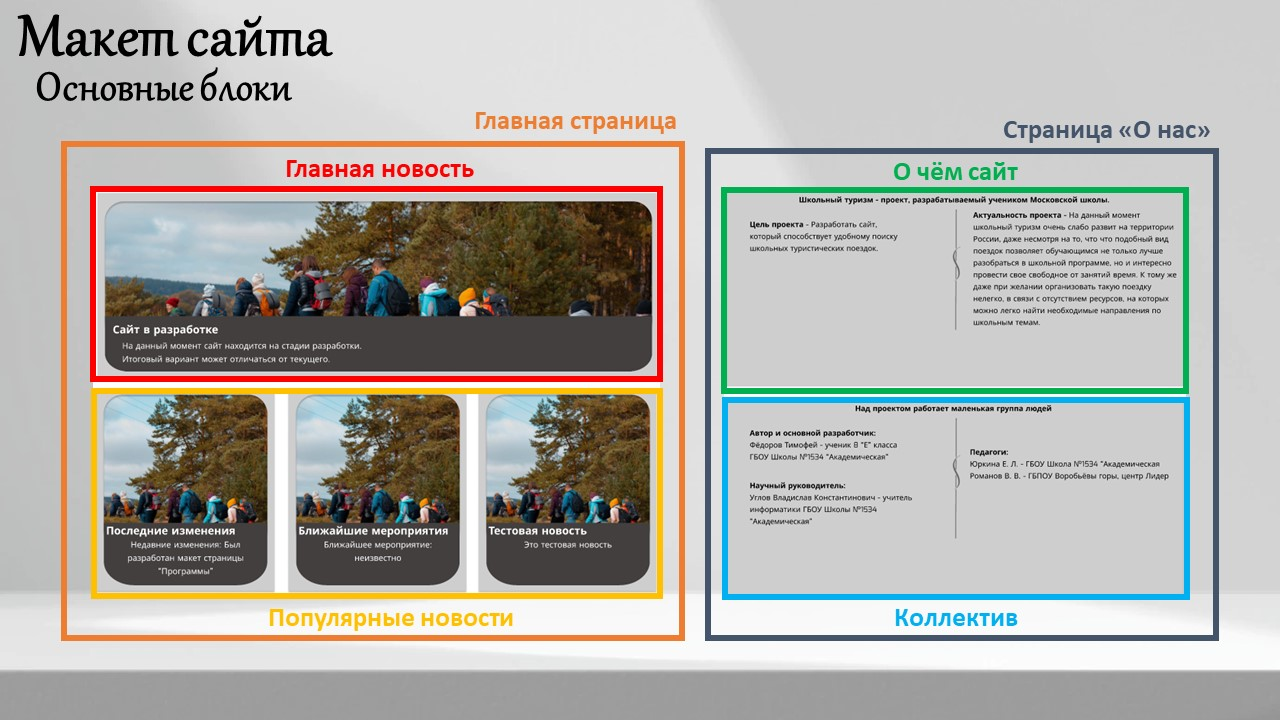 Макет сайта
Основные блоки
Главная страница
Главная новость
Сайт в разработке
На данный момент сайт находится на стадии разработки.
Итоговый вариант может отличаться от текущего.
Последние изменения
Недавние изменения: Был
разработан макет страницы
"Программы"
Ближайшие мероприятия
Ближайшее мероприятие:
неизвестно
Тестовая новость
Это тестовая новость
Популярные новости
Страница «О нас»
О чём сайт
Школьный туризм - проект, разрабатываемый учеником Московской школы.
Цель проекта - Разработать сайт,
который способствует удобному поиску
школьных туристических поездок.
Актуальность проекта - На данный момент
школьный туризм очень слабо развит на территории
России, даже несмотря на то, что что подобный вид
поездок позволяет обучающимся не только лучше
разобраться в школьной программе, но и интересно
провести свое свободное от занятий время. К тому же
даже при желании организовать такую поездку
нелегко, в связи с отсутствием ресурсов, на которых
можно легко найти необходимые направления по
школьным темам.
Над проектом работает маленькая группа людей
Автор и основной разработчик:
Фёдоров Тимофей - ученик 8 "Е" класса
ГБОУ Школы №1534 "Академическая"
Научный руководитель:
Углов Владислав Константинович - учитель
информатики ГБОУ Школы №1534
"Академическая"
Педагоги:
Юркина Е. Л. - ГБОУ Школа №1534 "Академическая
Романов В. В. - ГБПОУ Воробьёвы горы, центр Лидер
Коллектив